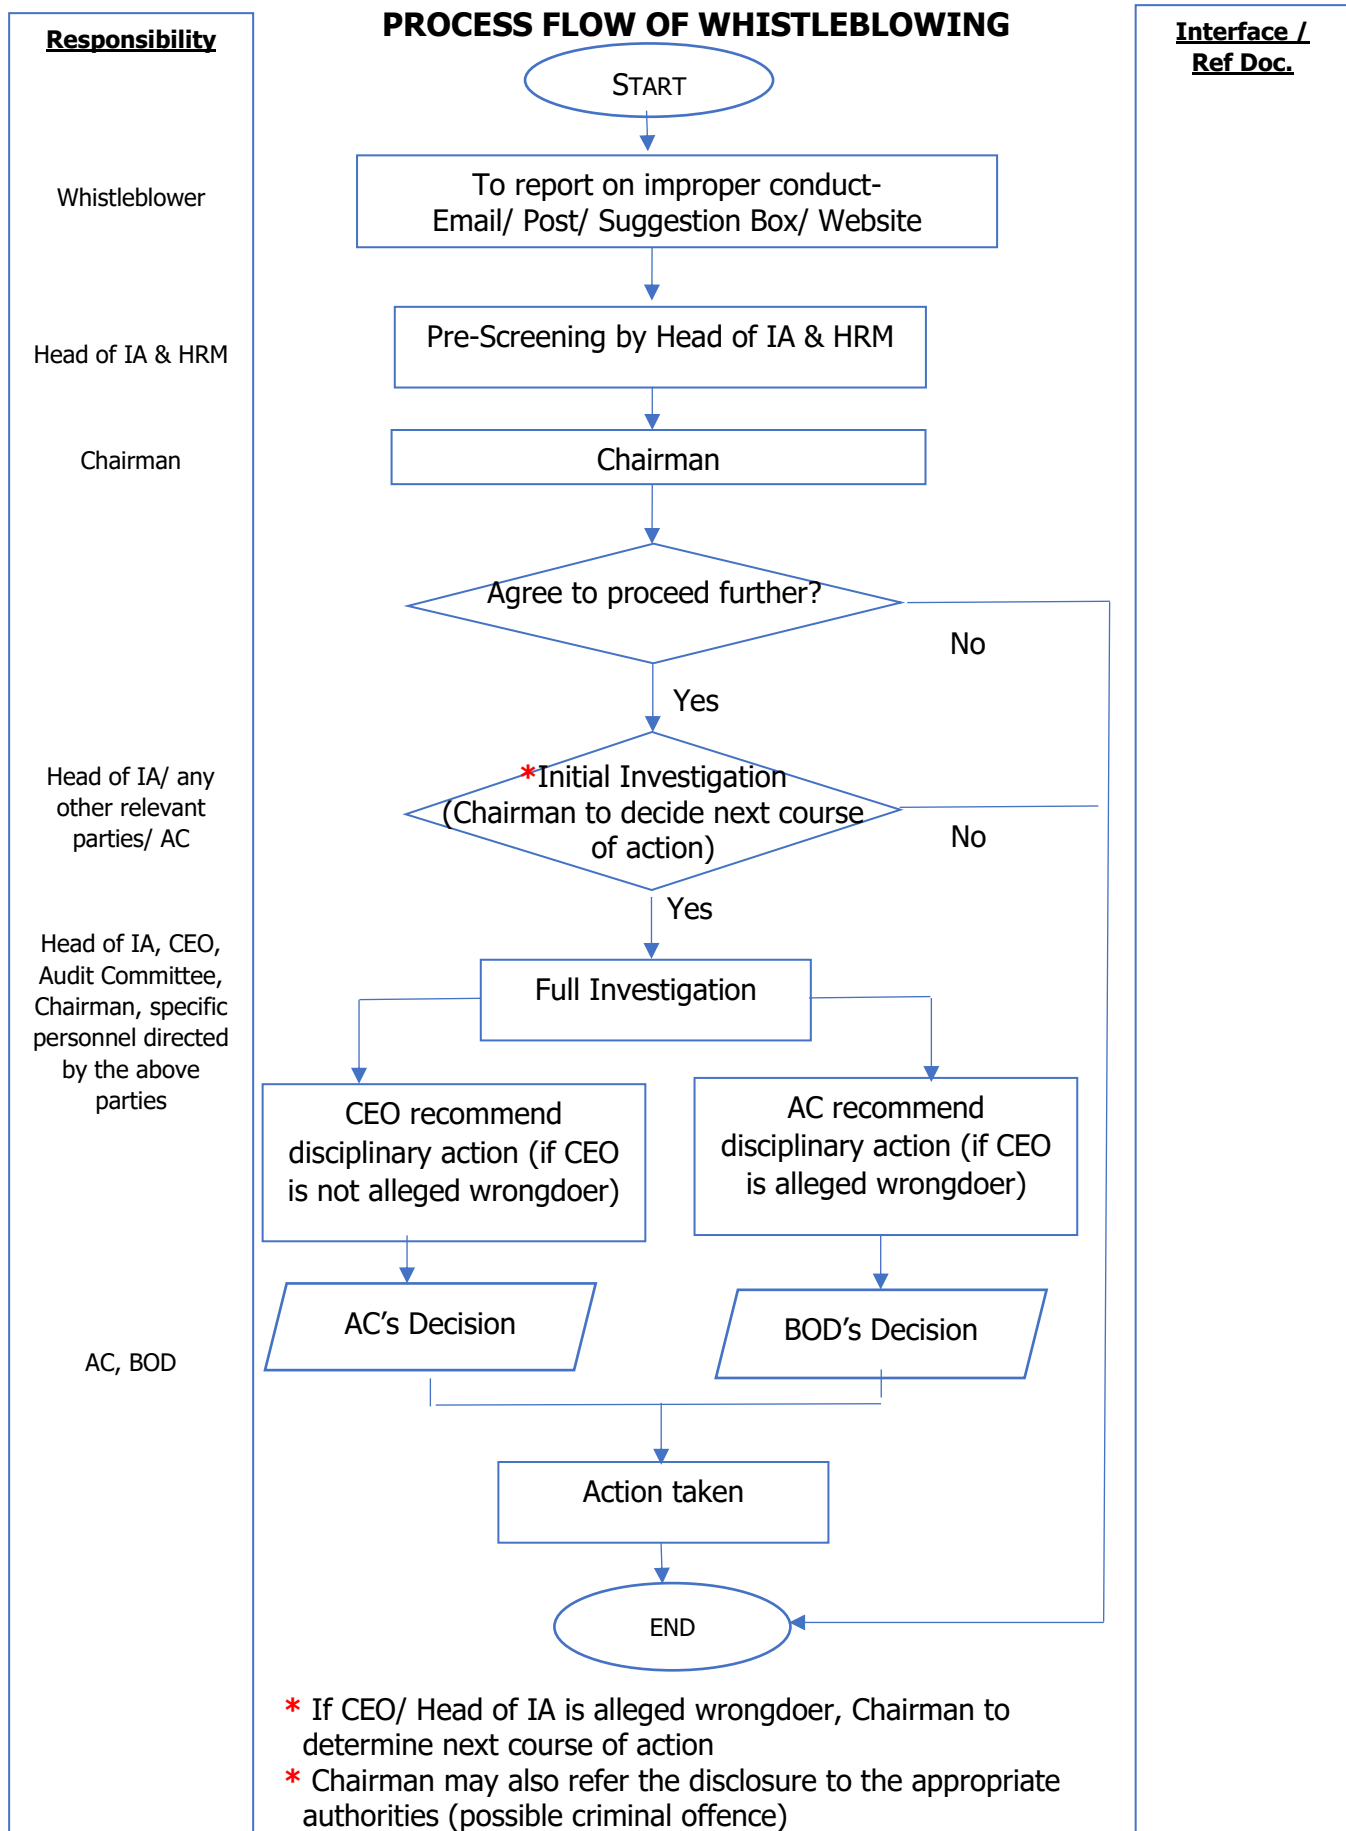 PROCESS FLOW OF WHISTLEBLOWING
Responsibility
Interface /
Ref Doc.
START
Whistleblower
To report on improper conduct-
Email/ Post/ Suggestion Box/ Website
Head of IA & HRM
Pre-Screening by Head of IA & HRM
Chairman
Chairman
Agree to proceed further?
No
Yes
Head of IA/ any
other relevant
parties/ AC
*Initial Investigation
(Chairman to decide next course
of action)
No
Yes
Head of IA, CEO,
Audit Committee,
Chairman, specific
personnel directed
by the above
parties
Full Investigation
CEO recommend
disciplinary action (if CEO
is not alleged wrongdoer)
AC recommend
disciplinary action (if CEO
is alleged wrongdoer)
AC, BOD
AC’s Decision
BOD’s Decision
Action taken
END
* If CEO/ Head of IA is alleged wrongdoer, Chairman to
determine next course of action
* Chairman may also refer the disclosure to the appropriate
authorities (possible criminal offence)